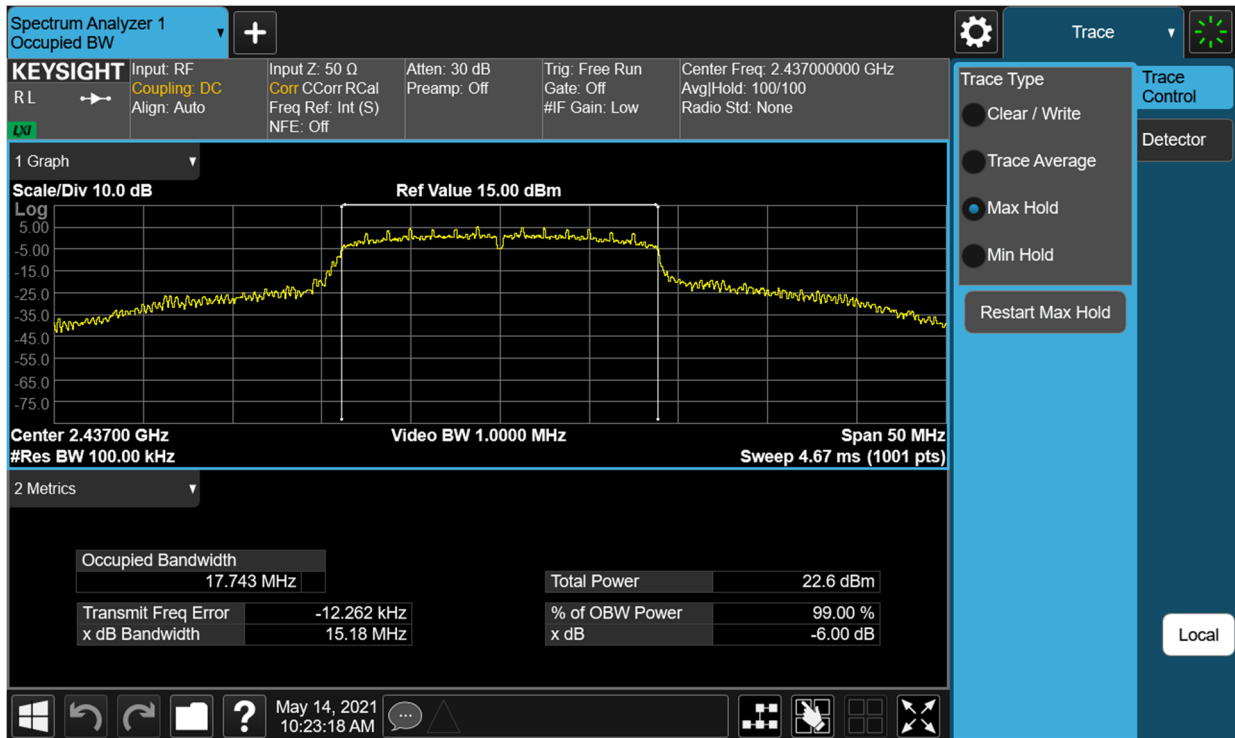 Spectrum Analyzer 1
Occupied BW
+
Trace
KEYSIGHT
R L
LXI
Input: RF
Coupling: DC
Align: Auto
Input Z: 50 Ω
Corr CCorr RCal
Freq Ref: Int (S)
NFE: Off
Atten: 30 dB
Preamp: Off
Trig: Free Run
Gate: Off
#IF Gain: Low
Center Freq: 2.437000000 GHz
Avg|Hold: 100/100
Radio Std: None
Trace Type
Clear / Write
Trace Average
Max Hold
Min Hold
Restart Max Hold
Trace
Control
Detector
1 Graph
Scale/Div 10.0 dB
Ref Value 15.00 dBm
Log
5.00
-5.00
-15.0
-25.0
-35.0
-45.0
-55.0
-65.0
-75.0
Center 2.43700 GHz
Video BW 1.0000 MHz
Span 50 MHz
#Res BW 100.00 kHz
Sweep 4.67 ms (1001 pts)
2 Metrics
Occupied Bandwidth
17.743 MHz
Total Power 22.6 dBm
Transmit Freq Error -12.262 kHz
% of OBW Power 99.00 %
x dB Bandwidth 15.18 MHz
x dB -6.00 dB
Local
?
May 14, 2021
10:23:18 AM